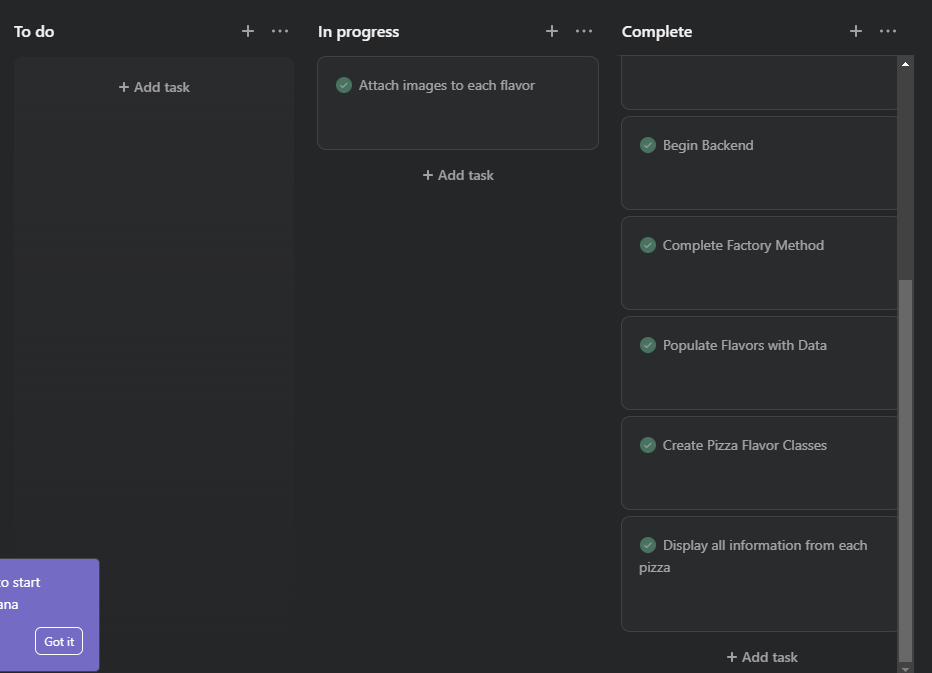 To do
+ Add task
In progress
Attach images to each flavor
+ Add task
Complete
Begin Backend
Complete Factory Method
Populate Flavors with Data
Create Pizza Flavor Classes
Display all information from each
pizza
+ Add task
to start
ana
Got it